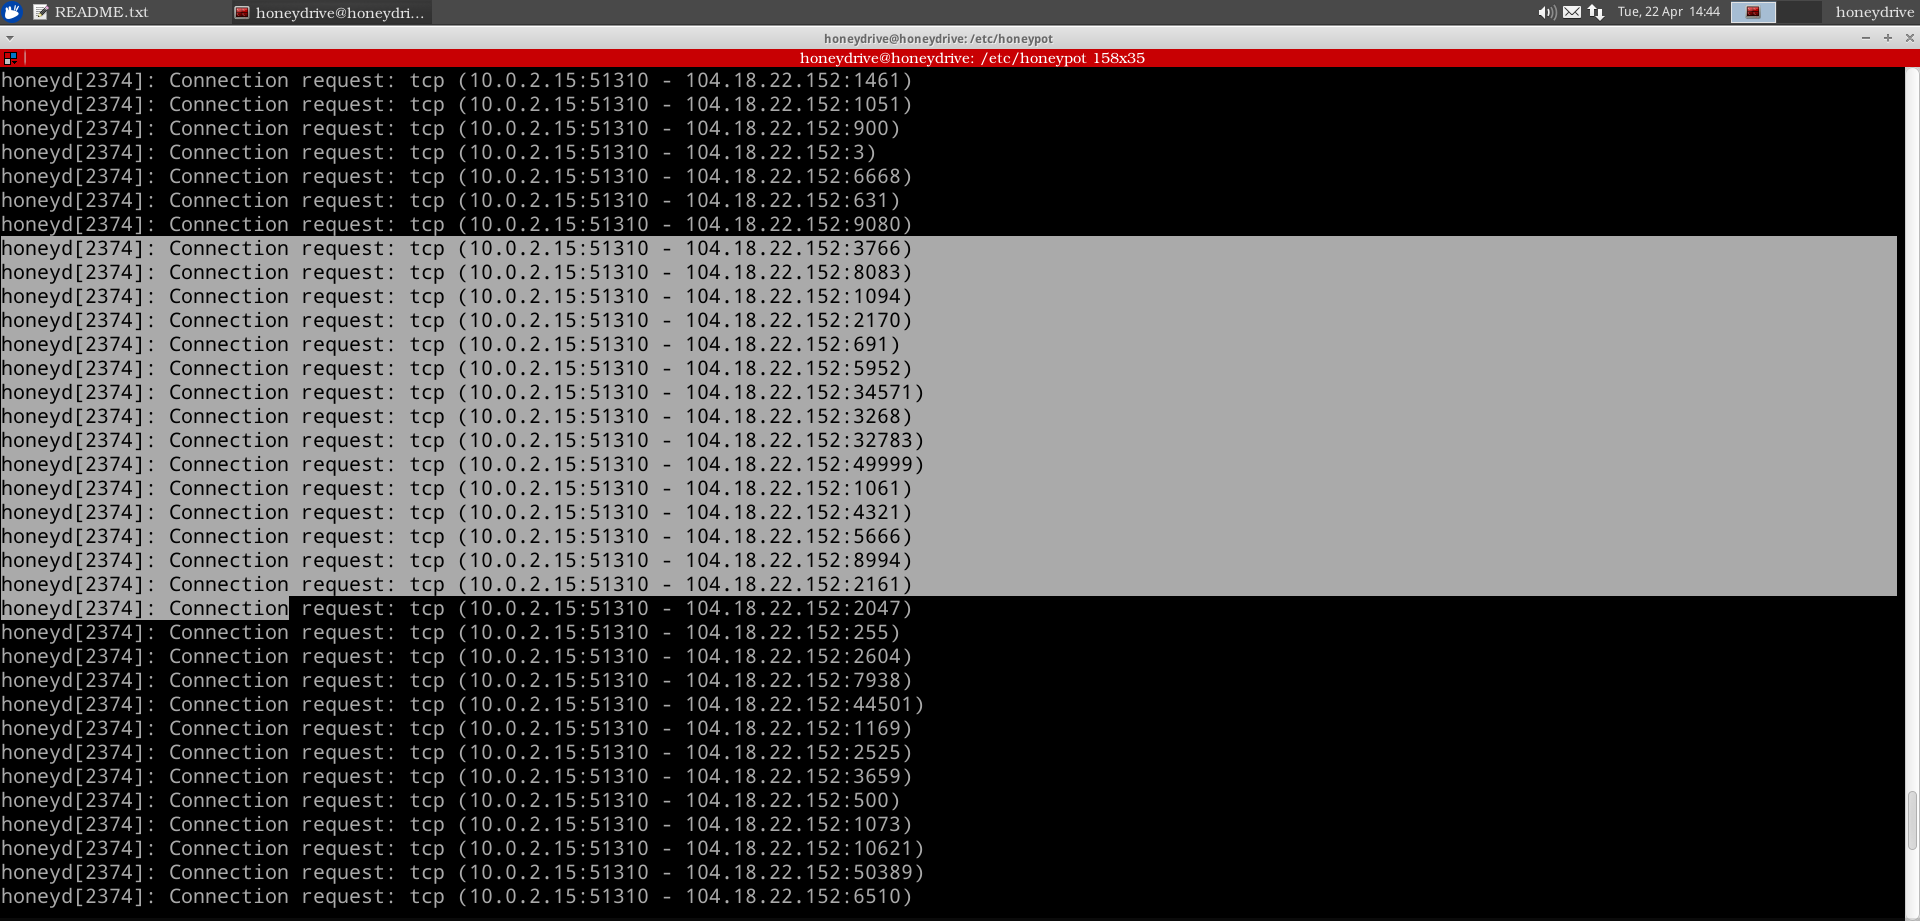 README.txt
honeydrive@honeydri...
Tue, 22 Apr 14:44
honeydrive
honeydrive@honeydrive: /etc/honeypot
honeydrive@honeydrive: /etc/honeypot 158x35
honeyd[2374]: Connection request: tcp (10.0.2.15:51310 - 104.18.22.152:1461)
honeyd[2374]: Connection request: tcp (10.0.2.15:51310 - 104.18.22.152:1051)
honeyd[2374]: Connection request: tcp (10.0.2.15:51310 - 104.18.22.152:900)
honeyd[2374]: Connection request: tcp (10.0.2.15:51310 - 104.18.22.152:3)
honeyd[2374]: Connection request: tcp (10.0.2.15:51310 - 104.18.22.152:6668)
honeyd[2374]: Connection request: tcp (10.0.2.15:51310 - 104.18.22.152:631)
honeyd[2374]: Connection request: tcp (10.0.2.15:51310 - 104.18.22.152:9080)
honeyd[2374]: Connection request: tcp (10.0.2.15:51310 - 104.18.22.152:3766)
honeyd[2374]: Connection request: tcp (10.0.2.15:51310 - 104.18.22.152:8083)
honeyd[2374]: Connection request: tcp (10.0.2.15:51310 - 104.18.22.152:1094)
honeyd[2374]: Connection request: tcp (10.0.2.15:51310 - 104.18.22.152:2170)
honeyd[2374]: Connection request: tcp (10.0.2.15:51310 - 104.18.22.152:691)
honeyd[2374]: Connection request: tcp (10.0.2.15:51310 - 104.18.22.152:5952)
honeyd[2374]: Connection request: tcp (10.0.2.15:51310 - 104.18.22.152:34571)
honeyd[2374]: Connection request: tcp (10.0.2.15:51310 - 104.18.22.152:3268)
honeyd[2374]: Connection request: tcp (10.0.2.15:51310 - 104.18.22.152:32783)
honeyd[2374]: Connection request: tcp (10.0.2.15:51310 - 104.18.22.152:49999)
honeyd[2374]: Connection request: tcp (10.0.2.15:51310 - 104.18.22.152:1061)
honeyd[2374]: Connection request: tcp (10.0.2.15:51310 - 104.18.22.152:4321)
honeyd[2374]: Connection request: tcp (10.0.2.15:51310 - 104.18.22.152:5666)
honeyd[2374]: Connection request: tcp (10.0.2.15:51310 - 104.18.22.152:8994)
honeyd[2374]: Connection request: tcp (10.0.2.15:51310 - 104.18.22.152:2161)
honeyd[2374]: Connection request: tcp (10.0.2.15:51310 - 104.18.22.152:2047)
honeyd[2374]: Connection request: tcp (10.0.2.15:51310 - 104.18.22.152:255)
honeyd[2374]: Connection request: tcp (10.0.2.15:51310 - 104.18.22.152:2604)
honeyd[2374]: Connection request: tcp (10.0.2.15:51310 - 104.18.22.152:7938)
honeyd[2374]: Connection request: tcp (10.0.2.15:51310 - 104.18.22.152:44501)
honeyd[2374]: Connection request: tcp (10.0.2.15:51310 - 104.18.22.152:1169)
honeyd[2374]: Connection request: tcp (10.0.2.15:51310 - 104.18.22.152:2525)
honeyd[2374]: Connection request: tcp (10.0.2.15:51310 - 104.18.22.152:3659)
honeyd[2374]: Connection request: tcp (10.0.2.15:51310 - 104.18.22.152:500)
honeyd[2374]: Connection request: tcp (10.0.2.15:51310 - 104.18.22.152:1073)
honeyd[2374]: Connection request: tcp (10.0.2.15:51310 - 104.18.22.152:10621)
honeyd[2374]: Connection request: tcp (10.0.2.15:51310 - 104.18.22.152:50389)
honeyd[2374]: Connection request: tcp (10.0.2.15:51310 - 104.18.22.152:6510)